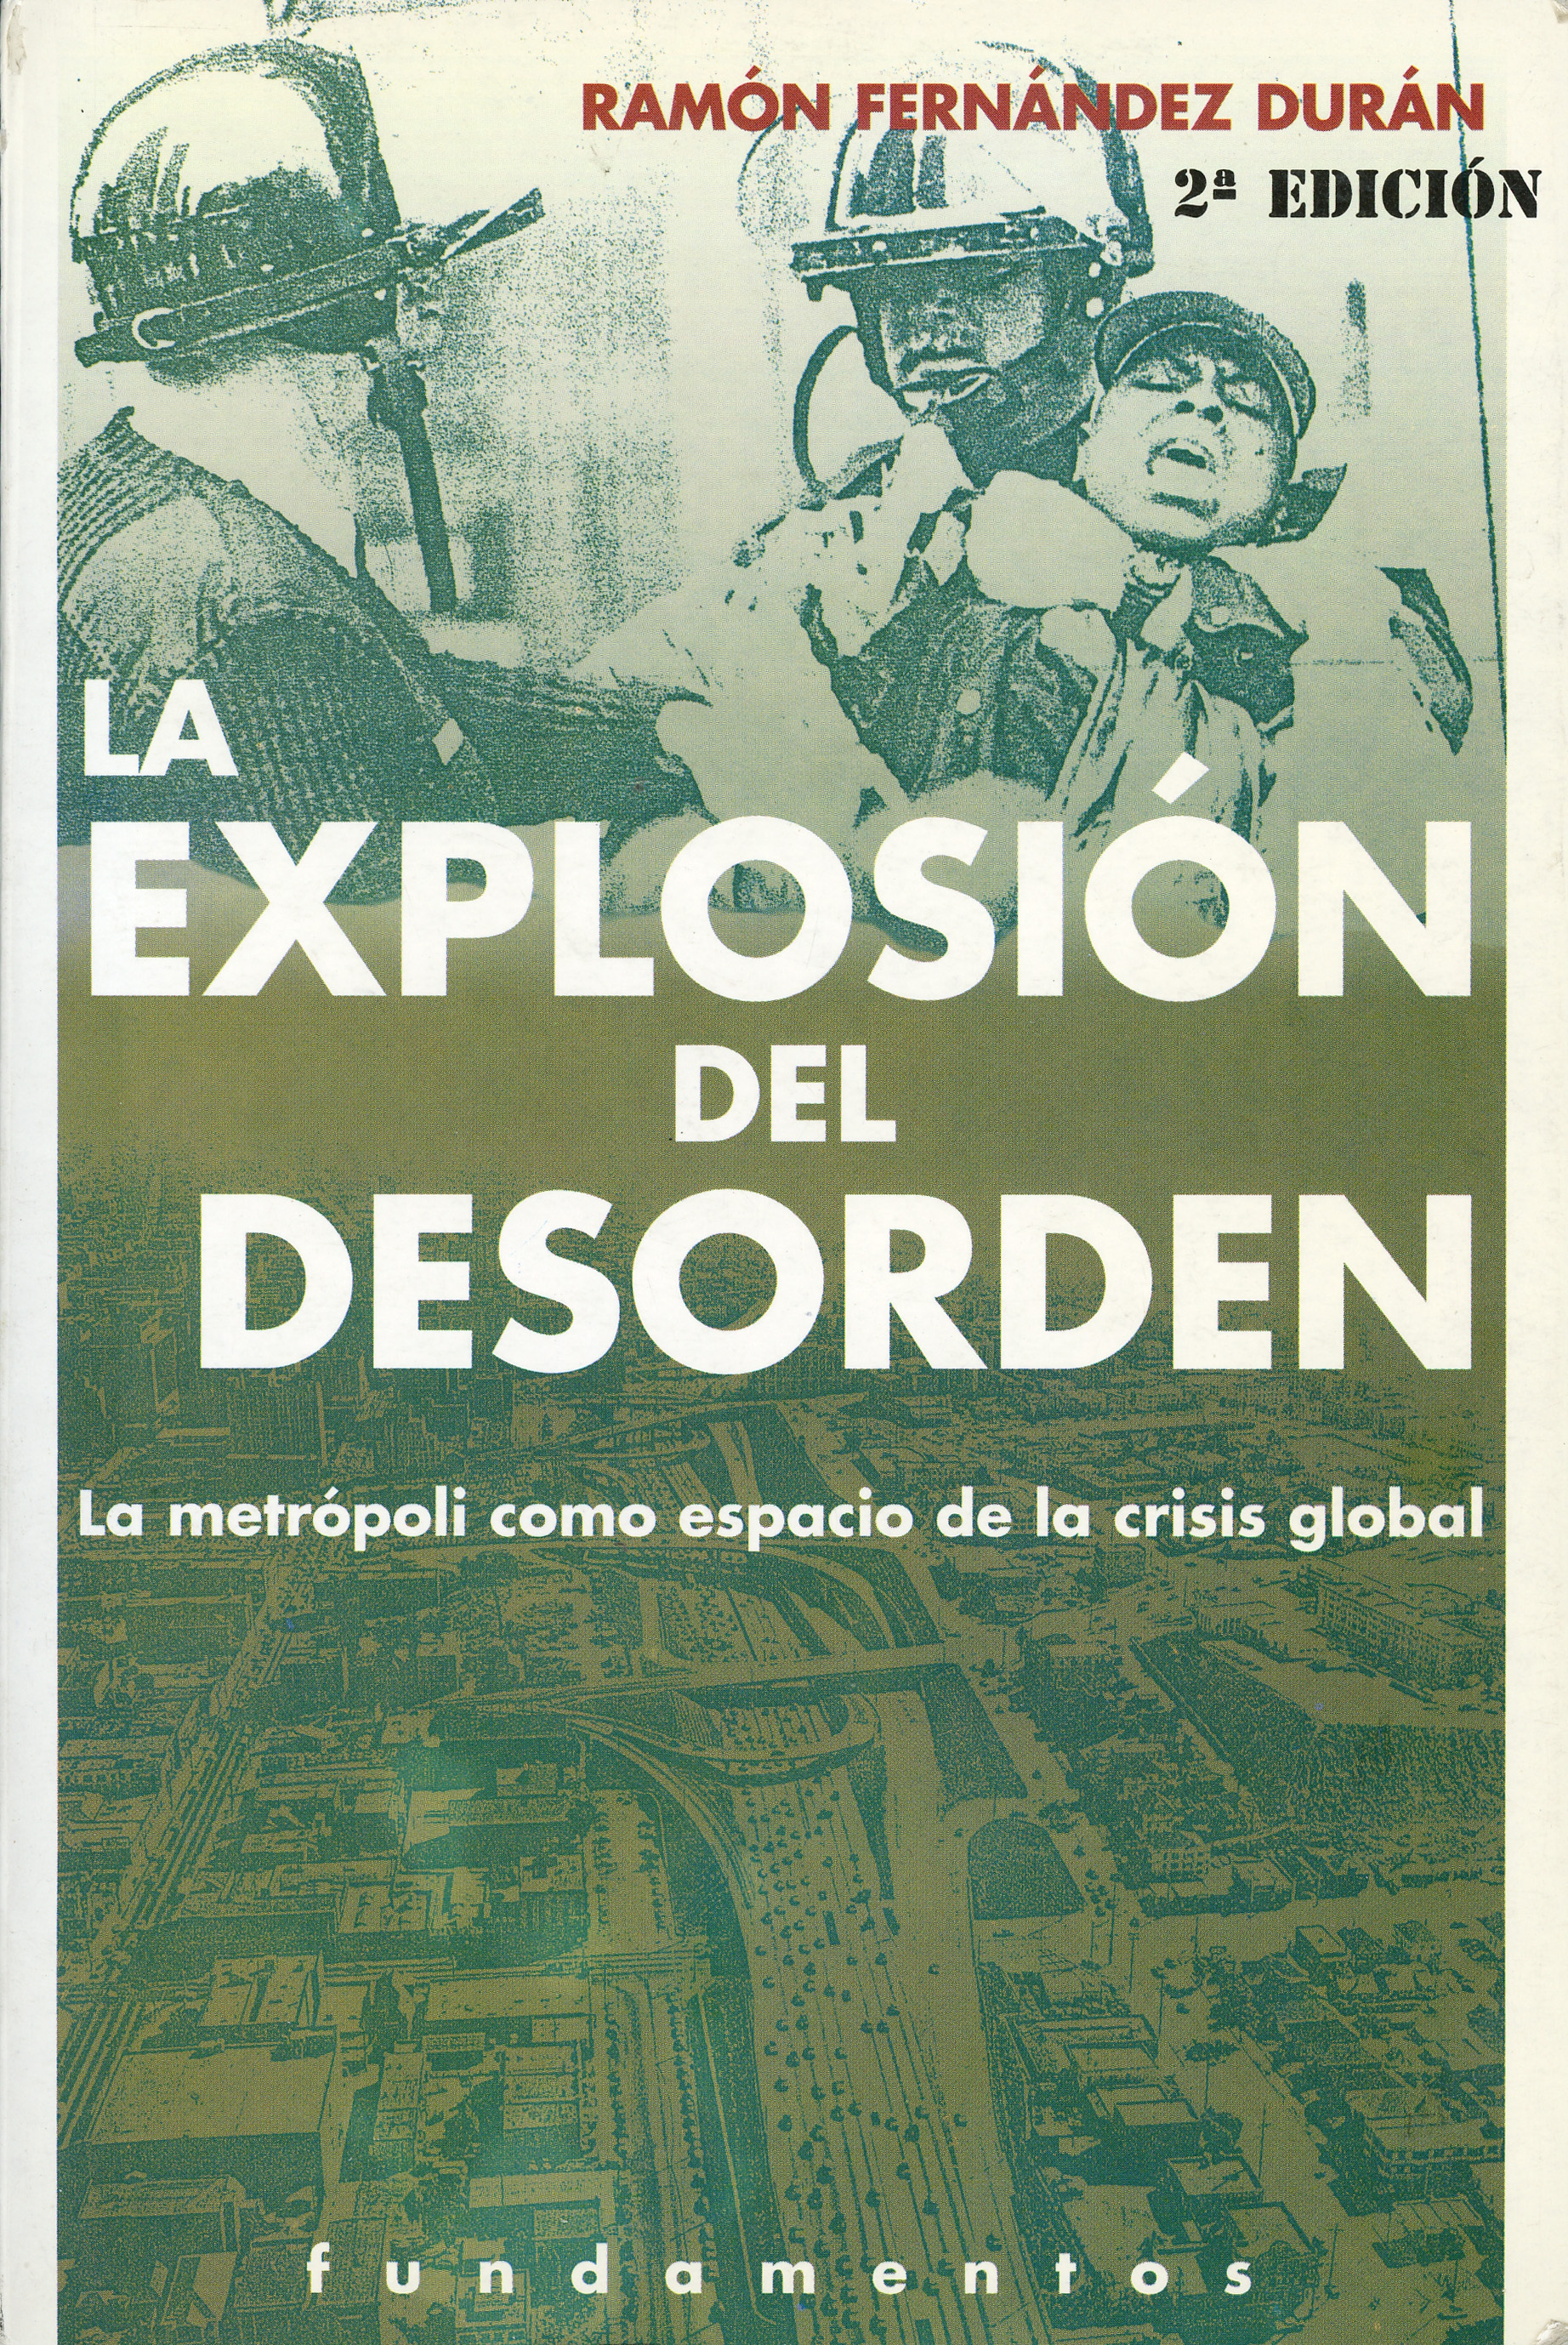 RAMÓN FERNÁNDEZ DURÁN
2ª EDICIÓN
LA
EXPLOSIÓN
DEL
DESORDEN
La metrópoli como espacio de la crisis global
fundamentos